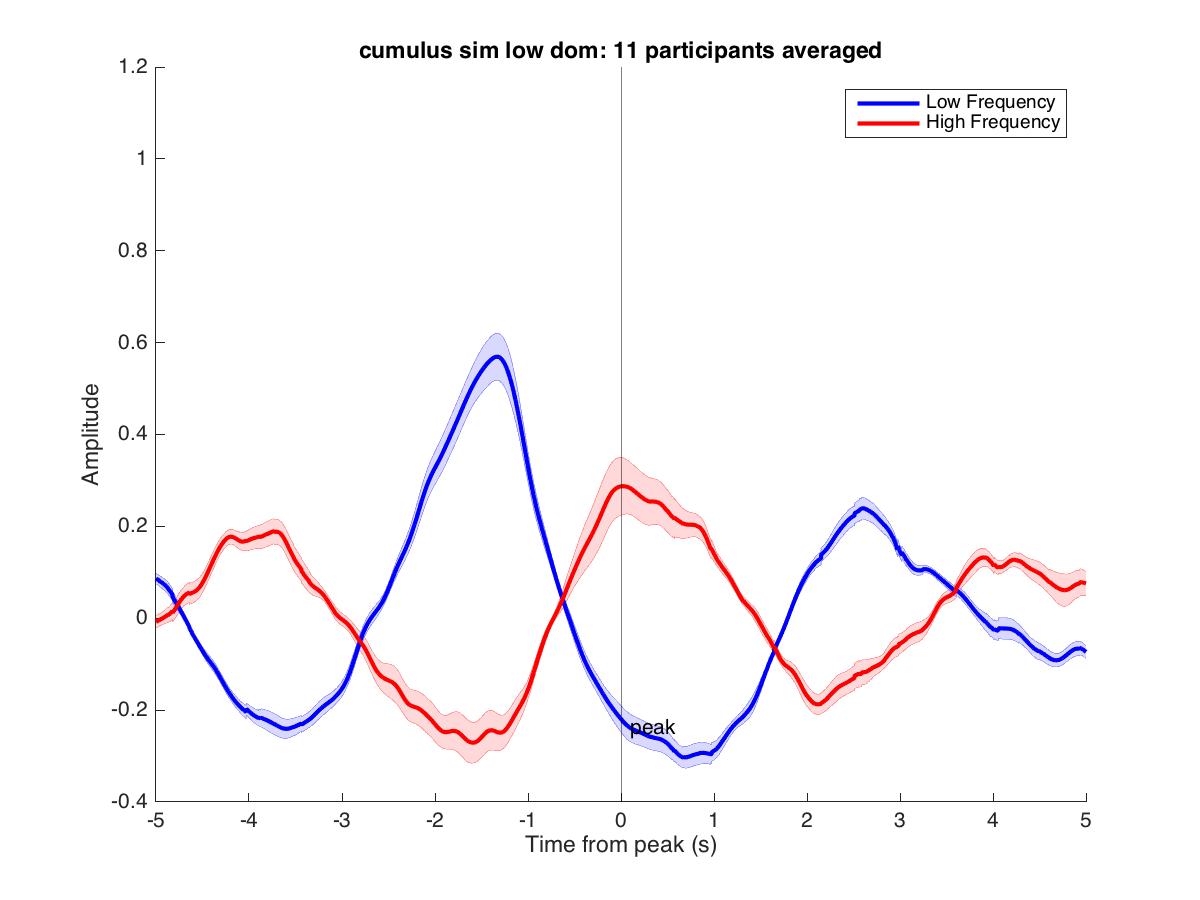 cumulus sim low dom: 11 participants averaged
1.2
Low Frequency
High Frequency
1
0.8
0.6
Amplitude
0.4
0.2
0
-0.2
peak
-0.4
-5 -4 -3 -2 -1 0 1 2 3 4 5
Time from peak (s)